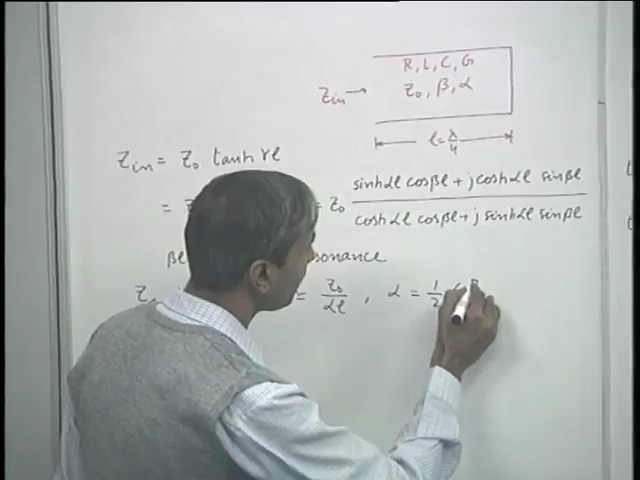 R, L, C, G
Zin → Z0, β, α
l = λ/4
Zin = Z0 tanh γl
= Z0 (sinh αl cos βl + j cosh αl sin βl) / (cosh αl cos βl + j sinh αl sin βl)
βl
= Z0/αl , α = 1/2 ( R